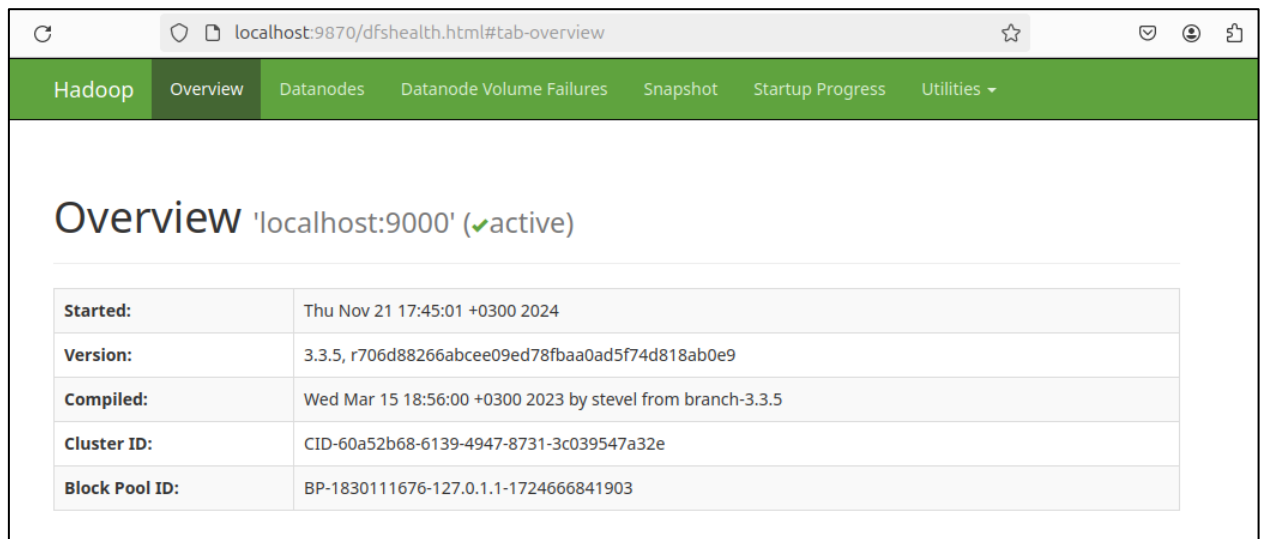 localhost:9870/dfshealth.html#tab-overview
Hadoop Overview Datanodes Datanode Volume Failures Snapshot Startup Progress Utilities
Overview 'localhost:9000' (✔active)
Started: Thu Nov 21 17:45:01 +0300 2024
Version: 3.3.5, r706d88266abcee09ed78fbaa0ad5f74d818ab0e9
Compiled: Wed Mar 15 18:56:00 +0300 2023 by stevel from branch-3.3.5
Cluster ID: CID-60a52b68-6139-4947-8731-3c039547a32e
Block Pool ID: BP-1830111676-127.0.1.1-1724666841903